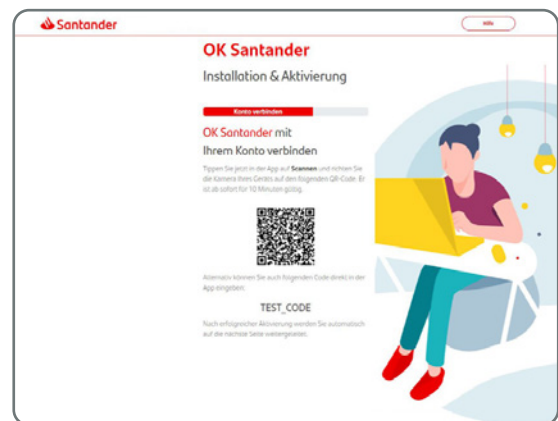 Santander
Hilfe
OK Santander
Installation & Aktivierung
Konto verbinden
OK Santander mit
Ihrem Konto verbinden
Tippen Sie jetzt in der App auf Scannen und richten Sie
die Kamera Ihres Geräts auf den folgenden QR-Code. Er
ist ab sofort für 10 Minuten gültig.
Alternativ können Sie auch folgenden Code direkt in der
App eingeben:
TEST_CODE
Nach erfolgreicher Aktivierung werden Sie automatisch
auf die nächste Seite weitergeleitet.